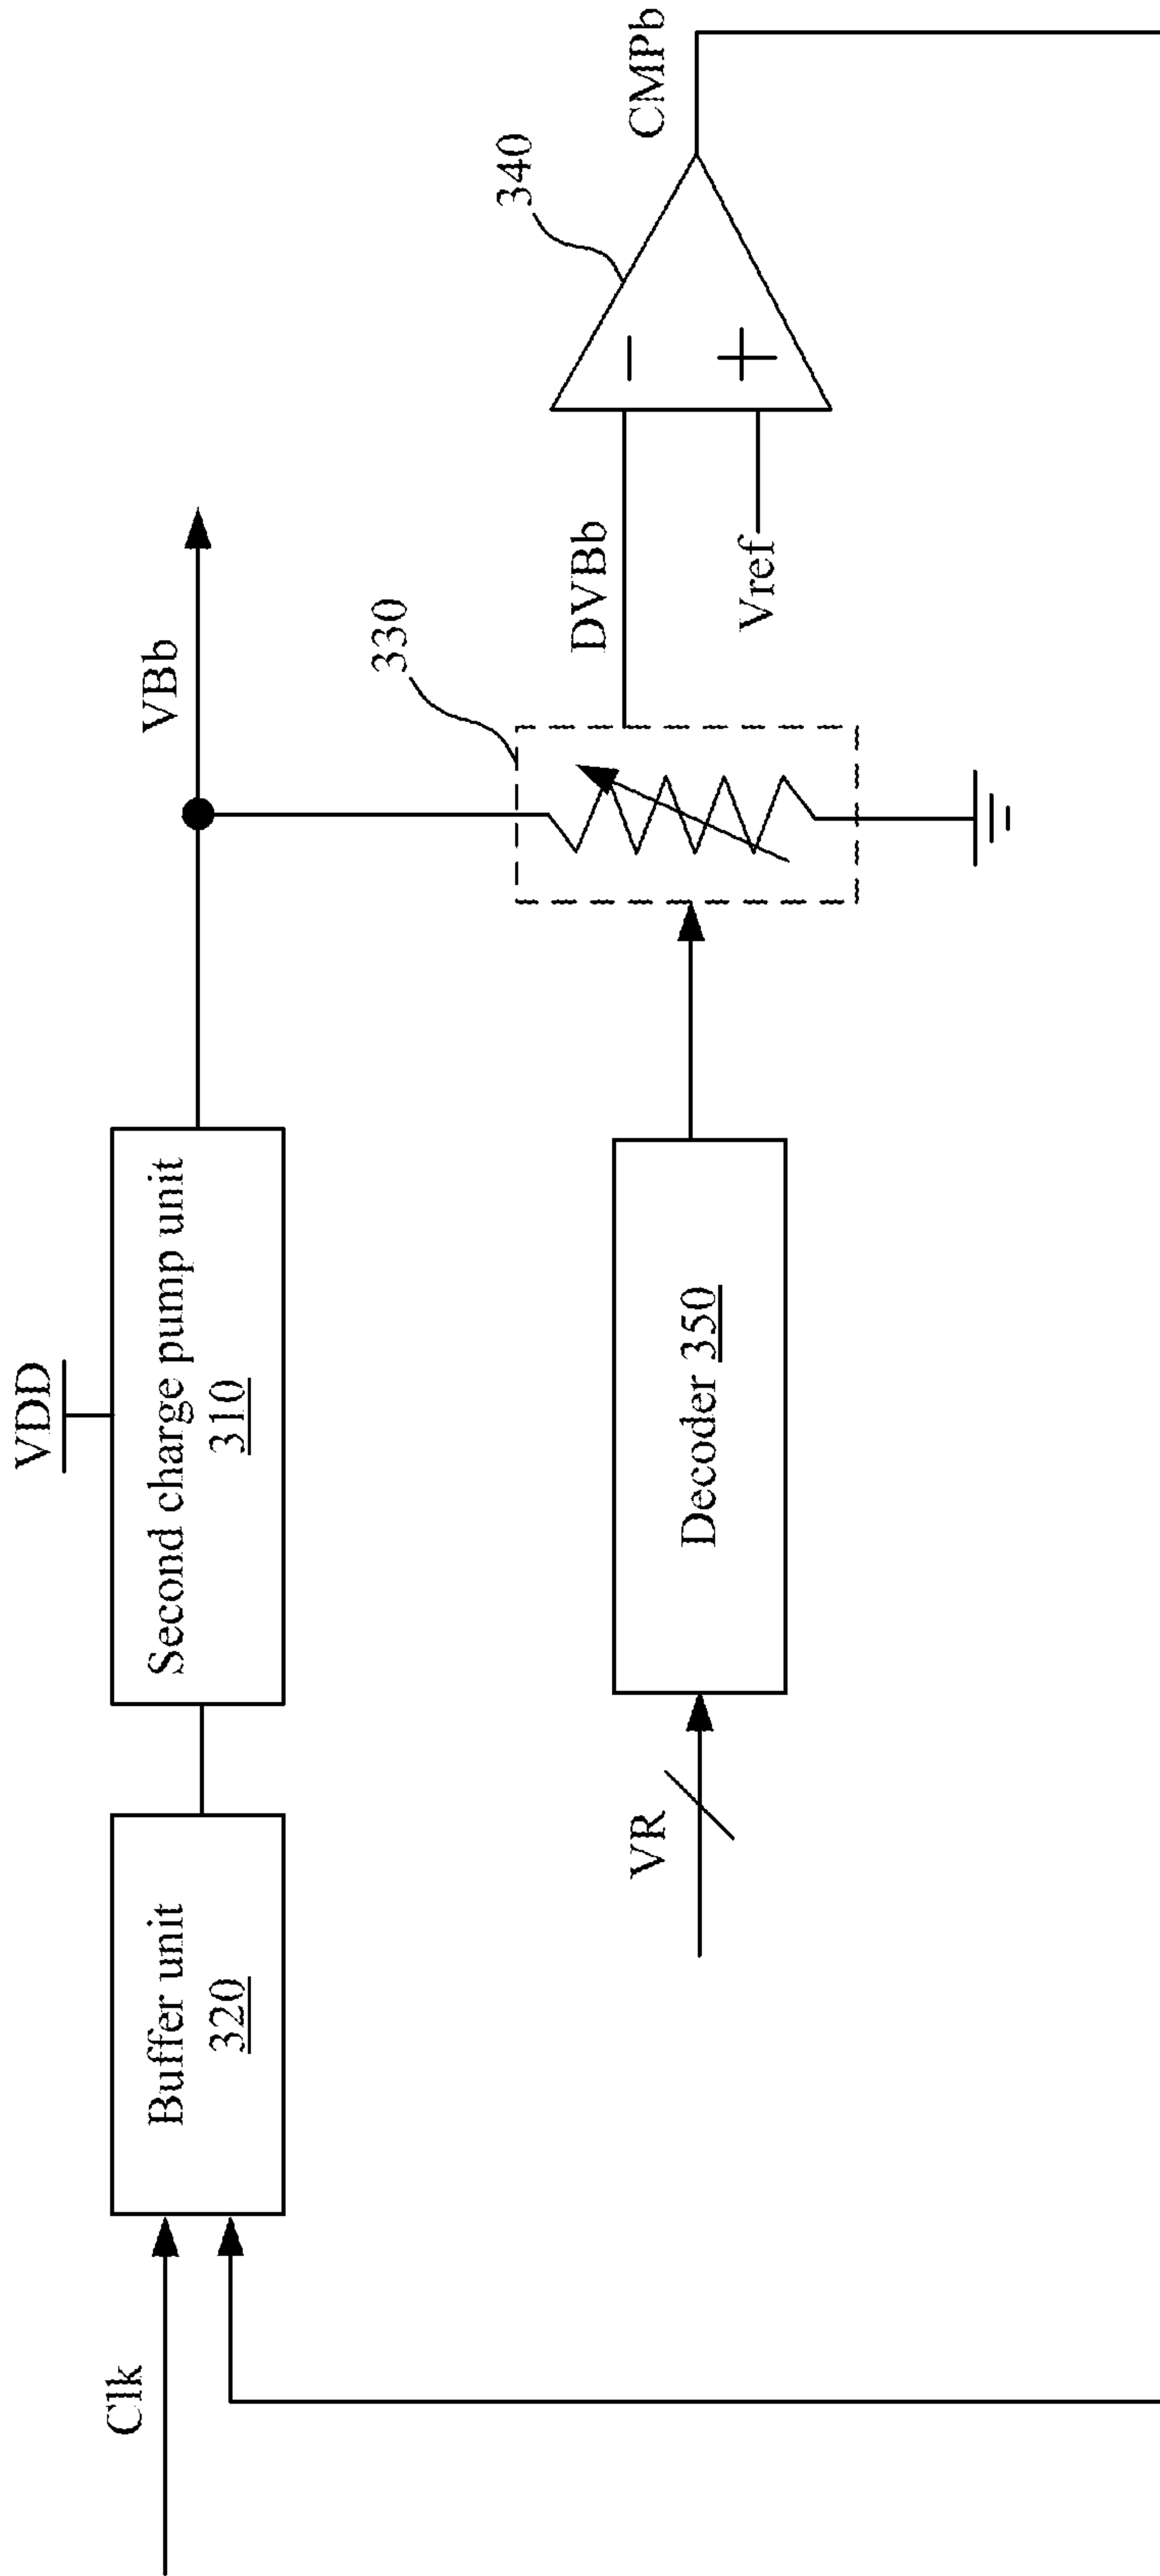 VDD
Clk
Buffer unit
320
Second charge pump unit
310
VBb
330
340
VR
Decoder 350
DVBb
Vref
−
+
CMPb